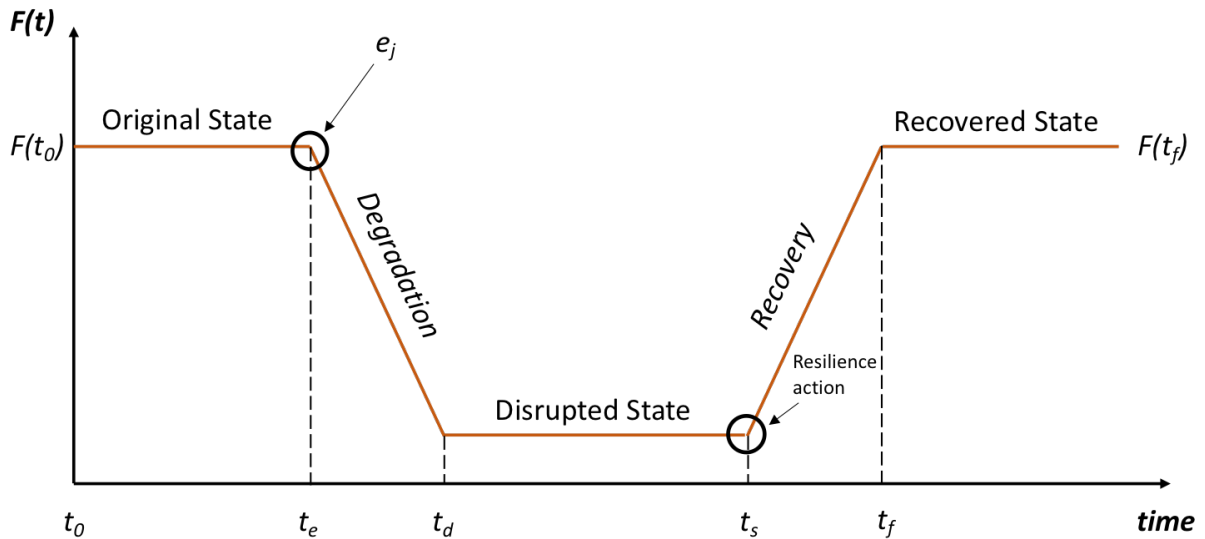 F(t)
e_j
Original State
Recovered State
F(t_0)
F(t_f)
Degradation
Recovery
Resilience
action
Disrupted State
t_0
t_e
t_d
t_s
t_f
time